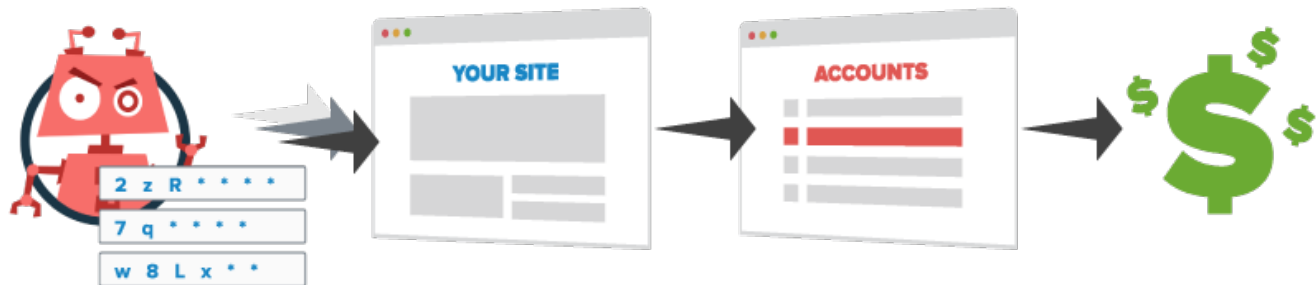 2 z R * * * *
7 q * * * *
w 8 L x * *
YOUR SITE
ACCOUNTS
$
$
$
$